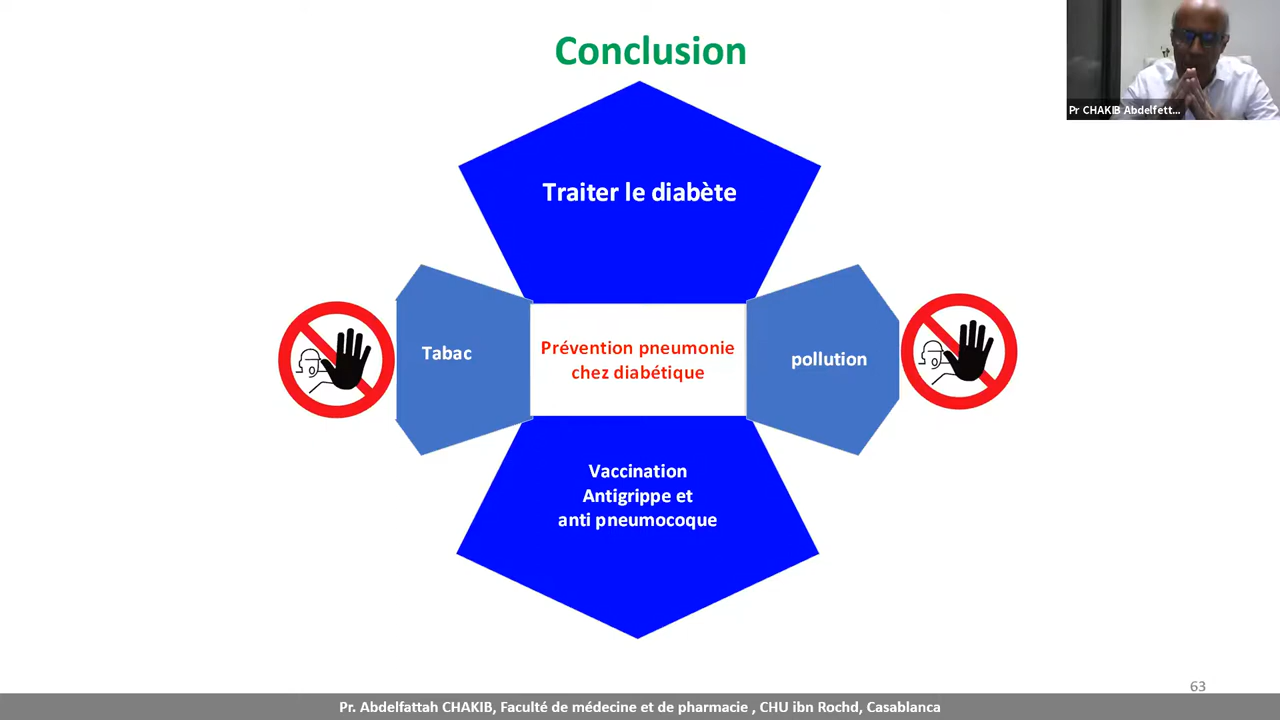 Conclusion
Pr CHAKIB Abdelfett...
Traiter le diabète
Tabac
Prévention pneumonie
chez diabétique
pollution
Vaccination
Antigrippe et
anti pneumocoque
63
Pr. Abdelfattah CHAKIB, Faculté de médecine et de pharmacie , CHU ibn Rochd, Casablanca